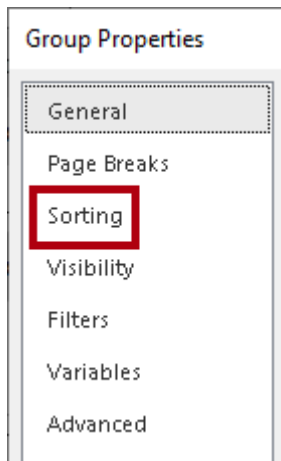 Group Properties
General
Page Breaks
Sorting
Visibility
Filters
Variables
Advanced